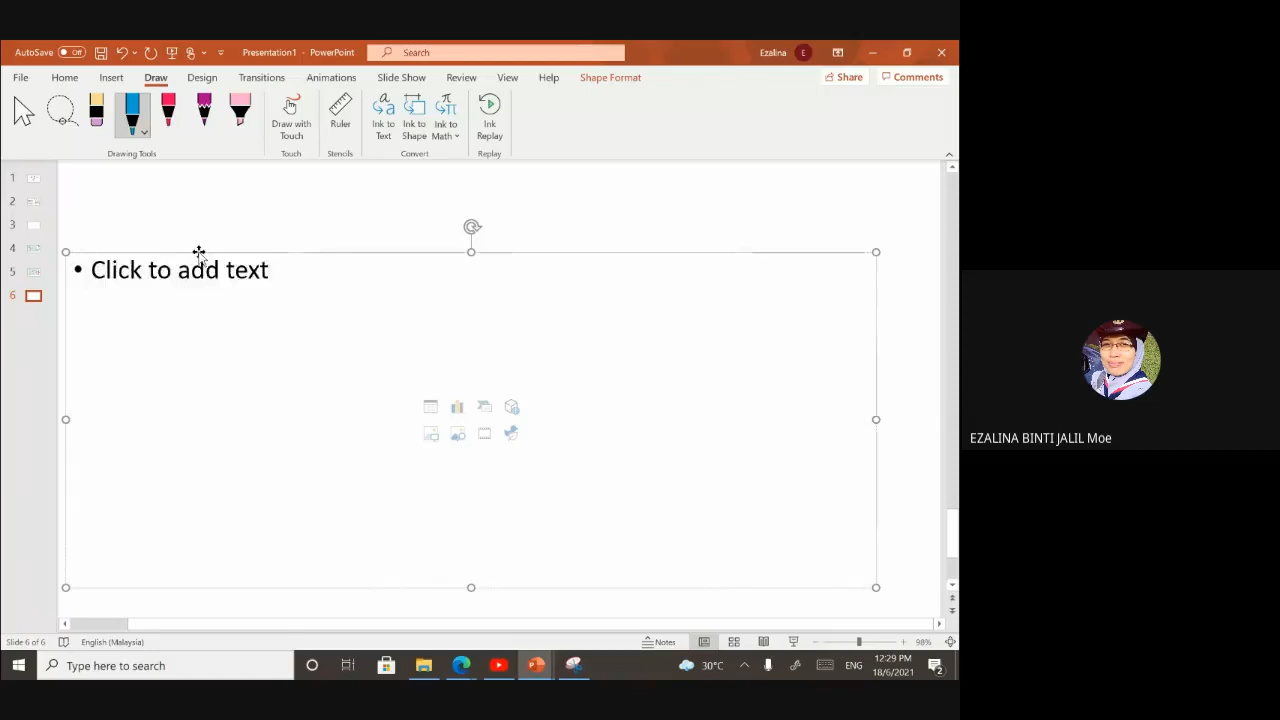 AutoSave Off Presentation1 - PowerPoint Search Ezalina E
File Home Insert Draw Design Transitions Animations Slide Show Review View Help Shape Format Share Comments
Draw with Touch
Ruler
Ink to Text
Ink to Shape
Ink to Math
Ink Replay
Drawing Tools Touch Stencils Convert Replay
1
2
3
4
5
6
• Click to add text
EZALINA BINTI JALIL Moe
Slide 6 of 6 English (Malaysia) Notes 98%
Type here to search 30°C ENG 12:29 PM
18/6/2021 2